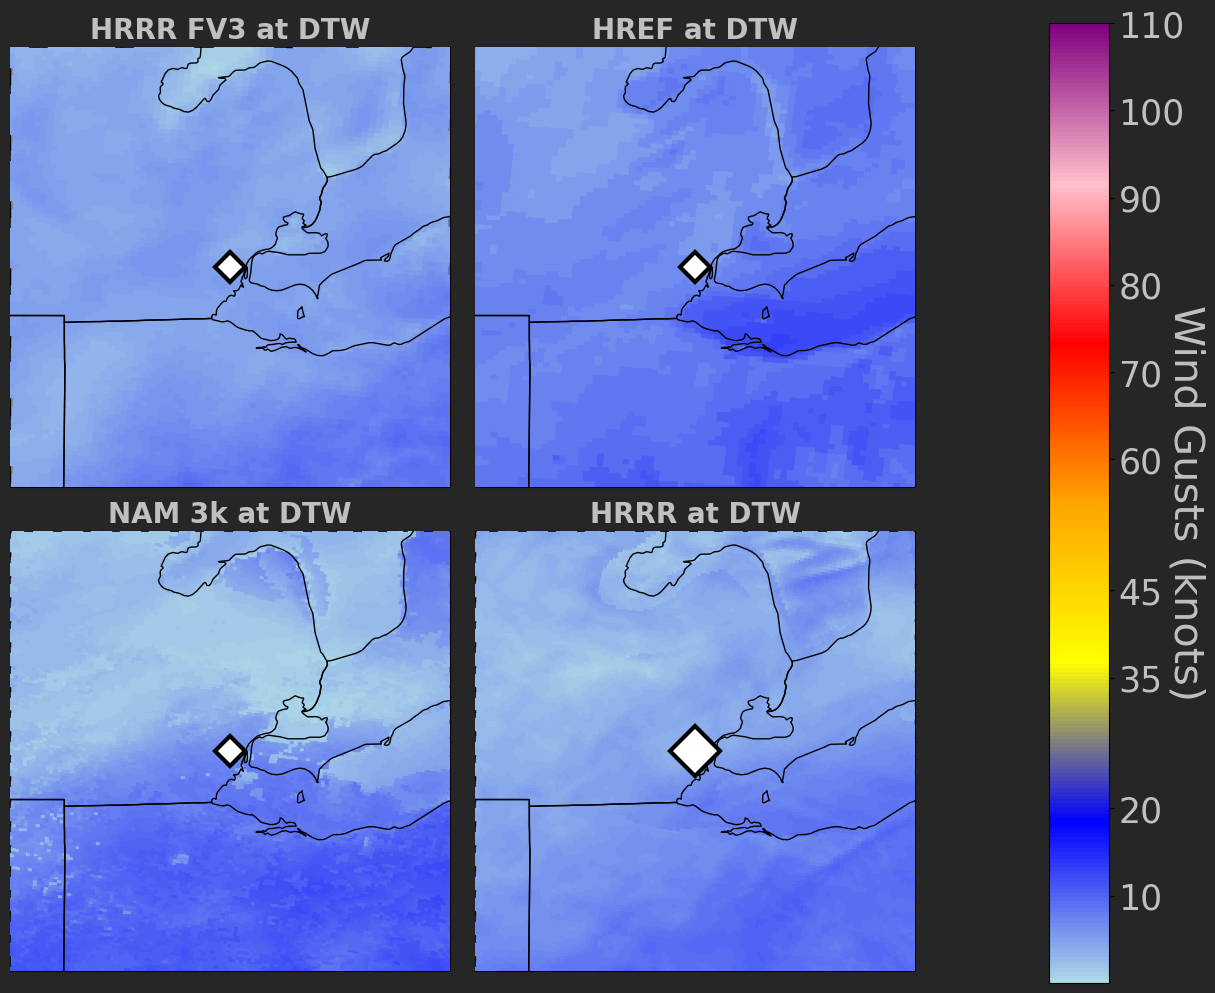 HRRR FV3 at DTW
HREF at DTW
NAM 3k at DTW
HRRR at DTW
110
100
90
80
70
60
45
35
20
10
Wind Gusts (knots)